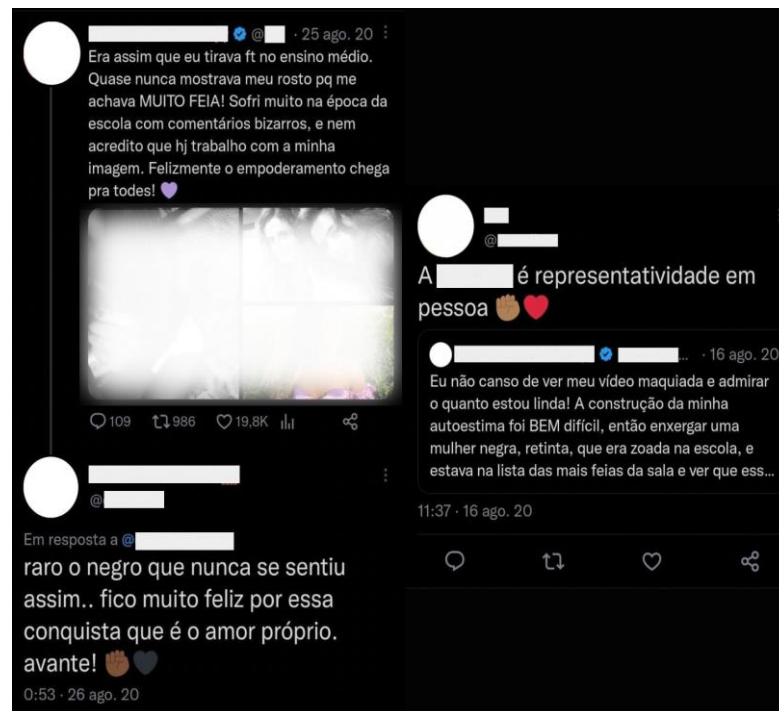 @ · 25 ago. 20
Era assim que eu tirava ft no ensino médio.
Quase nunca mostrava meu rosto pq me
achava MUITO FEIA! Sofri muito na época da
escola com comentários bizarros, e nem
acredito que hj trabalho com a minha
imagem. Felizmente o empoderamento chega
pra todes! 💜
109 986 19,8K
@
Em resposta a @
raro o negro que nunca se sentiu
assim.. fico muito feliz por essa
conquista que é o amor próprio.
avante! ✊🏾🖤
0:53 · 26 ago. 20
@
A é representatividade em
pessoa ✊🏽❤️
... · 16 ago. 20
Eu não canso de ver meu vídeo maquiada e admirar
o quanto estou linda! A construção da minha
autoestima foi BEM difícil, então enxergar uma
mulher negra, retinta, que era zoada na escola, e
estava na lista das mais feias da sala e ver que ess...
11:37 · 16 ago. 20